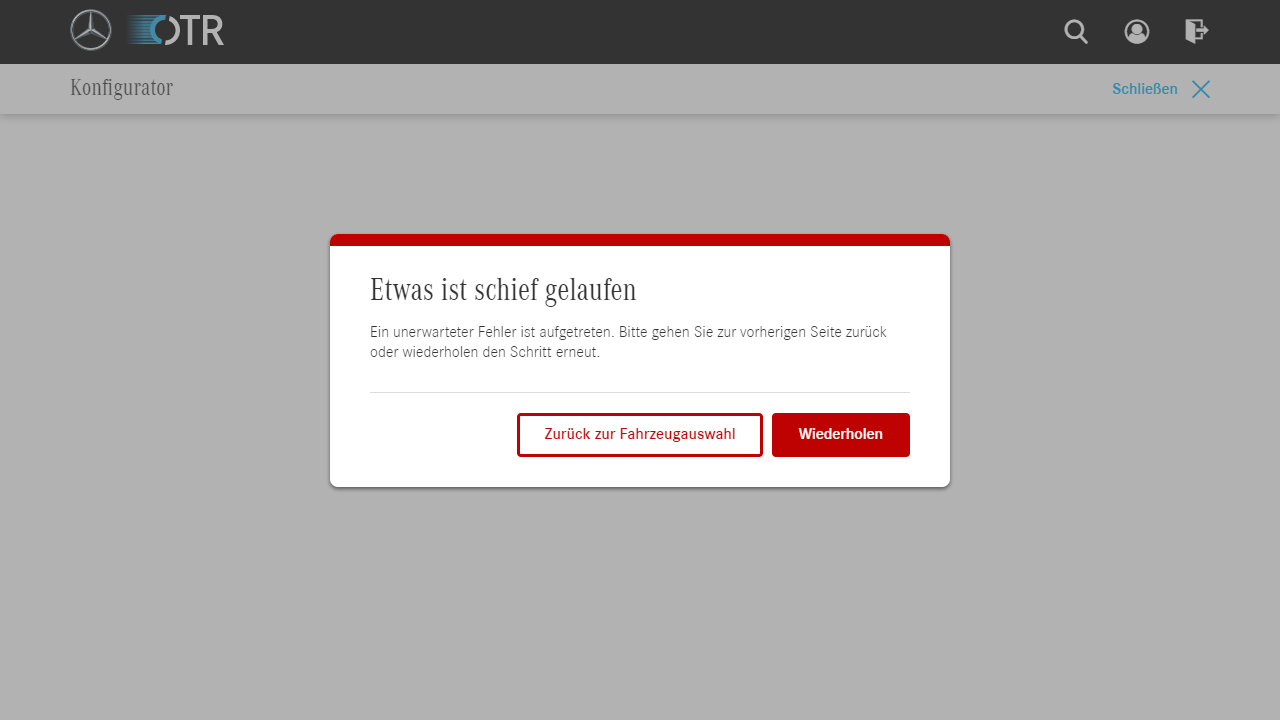 OTR
Konfigurator
Schließen
Etwas ist schief gelaufen
Ein unerwarteter Fehler ist aufgetreten. Bitte gehen Sie zur vorherigen Seite zurück
oder wiederholen den Schritt erneut.
Zurück zur Fahrzeugauswahl
Wiederholen